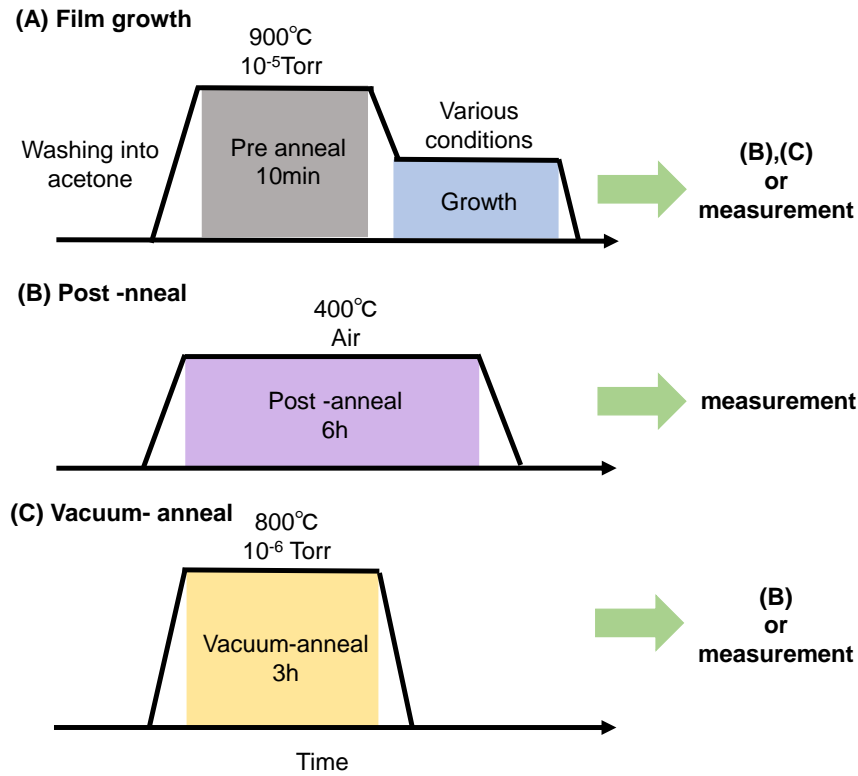 (A) Film growth
900℃
10⁻⁵Torr
Washing into
acetone
Pre anneal
10min
Various
conditions
Growth
(B),(C)
or
measurement
(B) Post -nneal
400℃
Air
Post -anneal
6h
measurement
(C) Vacuum- anneal
800℃
10⁻⁶ Torr
Vacuum-anneal
3h
(B)
or
measurement
Time